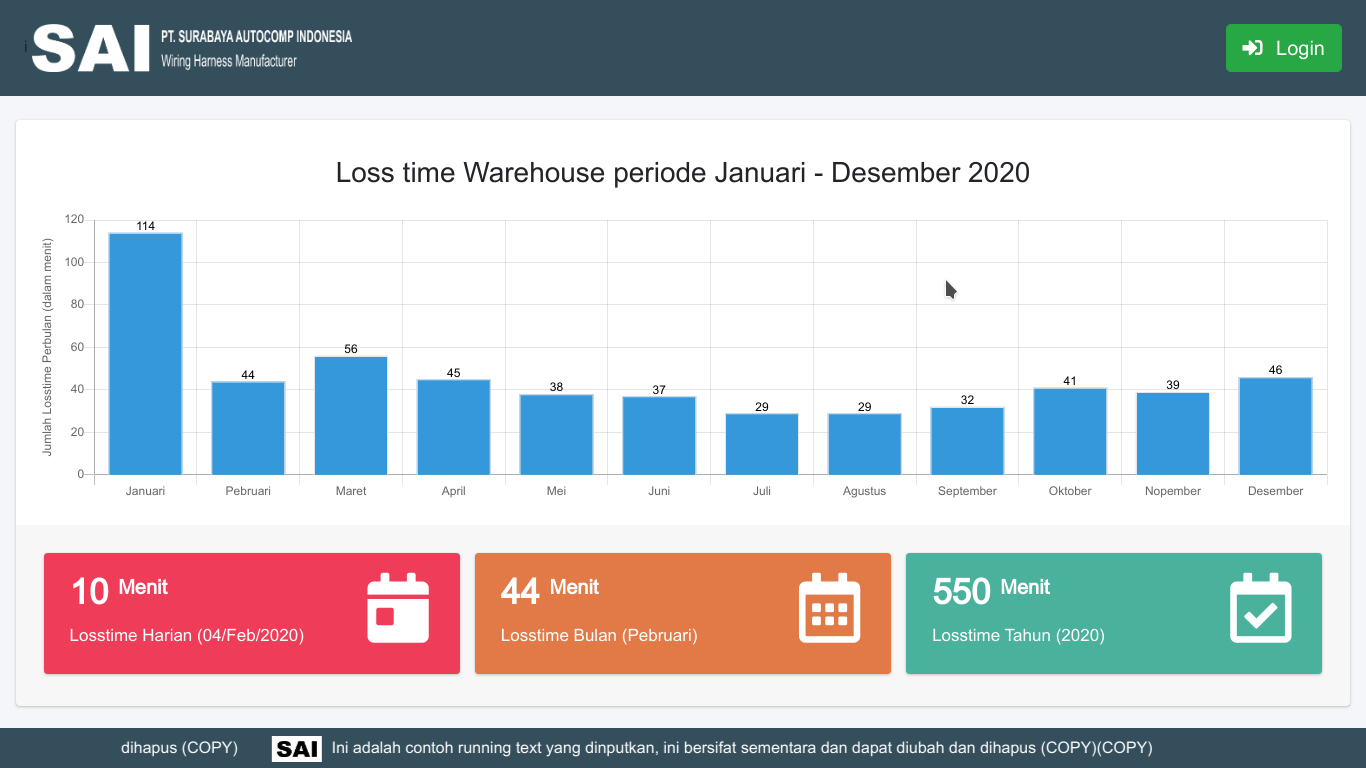 i
SAI
PT. SURABAYA AUTOCOMP INDONESIA
Wiring Harness Manufacturer
Login
Loss time Warehouse periode Januari - Desember 2020
Jumlah Losstime Perbulan (dalam menit)
120
100
80
60
40
20
0
114
44
56
45
38
37
29
29
32
41
39
46
Januari
Pebruari
Maret
April
Mei
Juni
Juli
Agustus
September
Oktober
Nopember
Desember
10 Menit
Losstime Harian (04/Feb/2020)
44 Menit
Losstime Bulan (Pebruari)
550 Menit
Losstime Tahun (2020)
dihapus (COPY) SAI Ini adalah contoh running text yang dinputkan, ini bersifat sementara dan dapat diubah dan dihapus (COPY)(COPY)